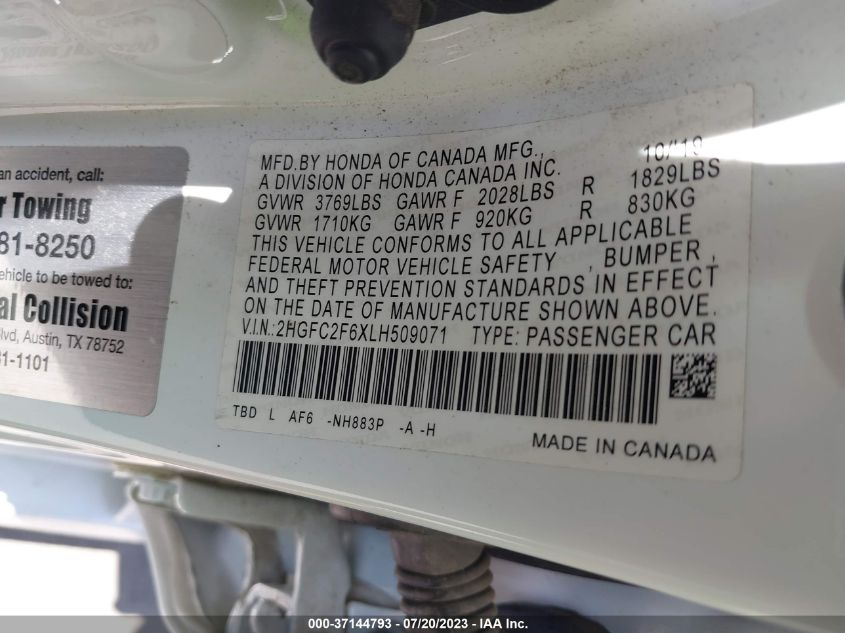 an accident, call:
r Towing
81-8250
vehicle to be towed to:
al Collision
lvd, Austin, TX 78752
1-1101
MFD.BY HONDA OF CANADA MFG., 10/19
A DIVISION OF HONDA CANADA INC.
GVWR 3769LBS GAWR F 2028LBS R 1829LBS
GVWR 1710KG GAWR F 920KG R 830KG
THIS VEHICLE CONFORMS TO ALL APPLICABLE
FEDERAL MOTOR VEHICLE SAFETY , BUMPER ,
AND THEFT PREVENTION STANDARDS IN EFFECT
ON THE DATE OF MANUFACTURE SHOWN ABOVE.
V.I.N.:2HGFC2F6XLH509071 TYPE: PASSENGER CAR
TBD L AF6 -NH883P -A -H
MADE IN CANADA
000-37144793 - 07/20/2023 - IAA Inc.